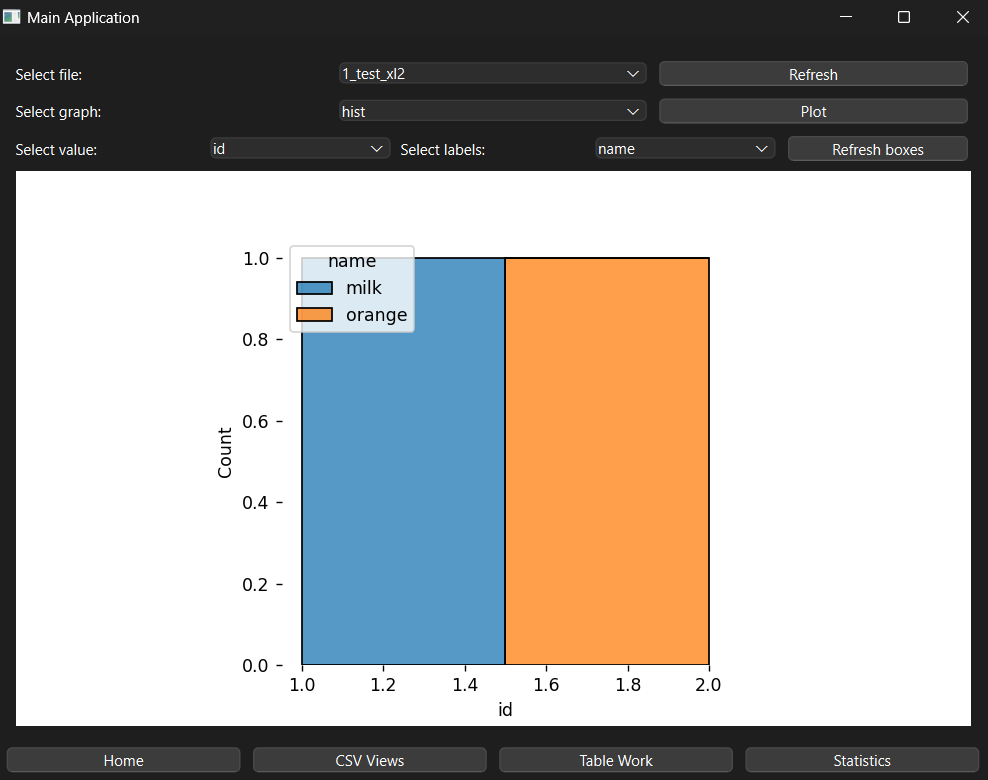 Main Application
Select file: 1_test_xl2 Refresh
Select graph: hist Plot
Select value: id Select labels: name Refresh boxes
name
milk
orange
1.0
0.8
0.6
0.4
0.2
0.0
Count
1.0 1.2 1.4 1.6 1.8 2.0
id
Home CSV Views Table Work Statistics